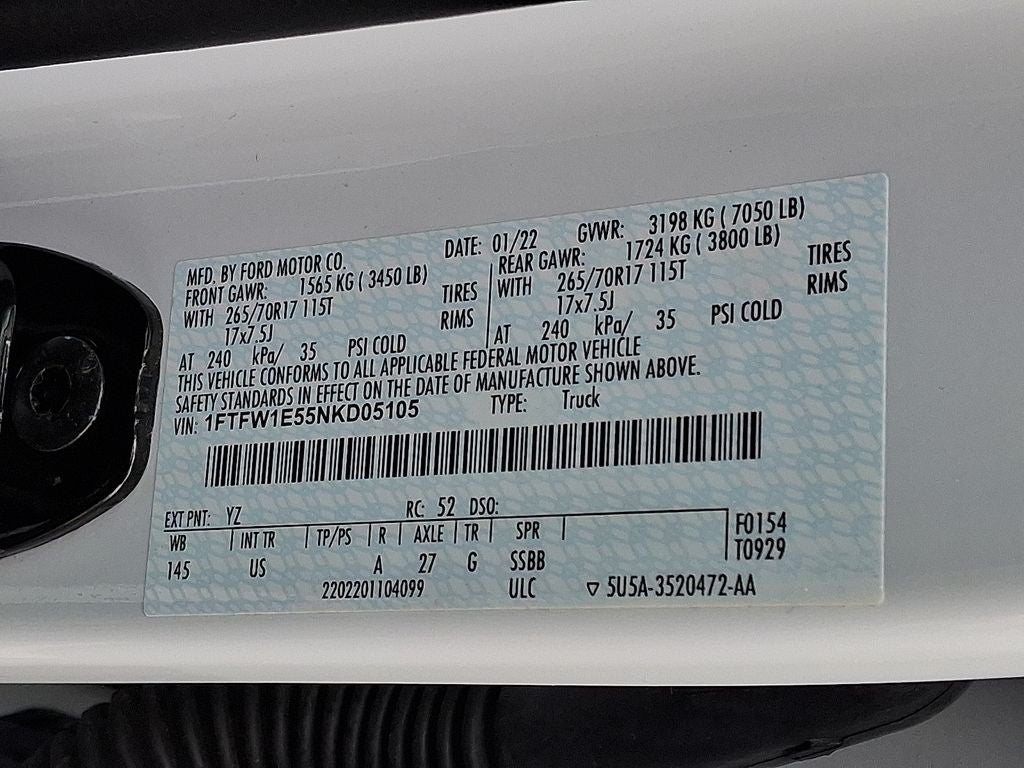 MFD. BY FORD MOTOR CO. DATE: 01/22 GVWR: 3198 KG ( 7050 LB)
FRONT GAWR: 1565 KG ( 3450 LB) REAR GAWR: 1724 KG ( 3800 LB)
WITH 265/70R17 115T TIRES WITH 265/70R17 115T TIRES
17x7.5J RIMS 17x7.5J RIMS
AT 240 kPa/ 35 PSI COLD AT 240 kPa/ 35 PSI COLD
THIS VEHICLE CONFORMS TO ALL APPLICABLE FEDERAL MOTOR VEHICLE
SAFETY STANDARDS IN EFFECT ON THE DATE OF MANUFACTURE SHOWN ABOVE.
VIN: 1FTFW1E55NKD05105 TYPE: Truck
EXT PNT: YZ RC: 52 DSO:
WB INT TR TP/PS R AXLE TR SPR F0154
145 US A 27 G SSBB T0929
2202201104099 ULC ▽ 5U5A-3520472-AA